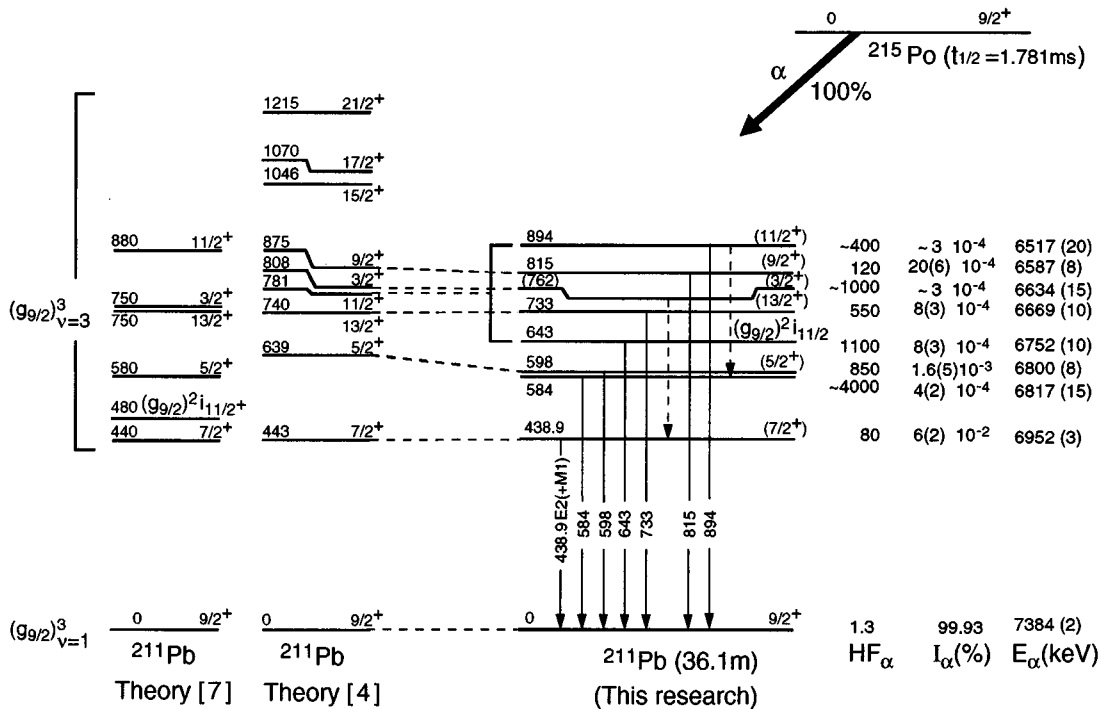 0 9/2+
215Po (t1/2 = 1.781ms)
α
100%
1215 21/2+
1070 17/2+
1046 15/2+
880 11/2+
875 9/2+
808 3/2+
781 11/2+
740 13/2+
750 3/2+
750 13/2+
639 5/2+
580 5/2+
480 (g9/2)2i11/2+
440 7/2+
443 7/2+
(g9/2)3ν=3
894 (11/2+) ~400 ~3 10-4 6517 (20)
815 (9/2+) 120 20(6) 10-4 6587 (8)
(762) (3/2+) ~1000 ~3 10-4 6634 (15)
733 (13/2+) 550 8(3) 10-4 6669 (10)
643 (g9/2)2i11/2 1100 8(3) 10-4 6752 (10)
598 (5/2+) 850 1.6(5)10-3 6800 (8)
584 ~4000 4(2) 10-4 6817 (15)
438.9 (7/2+) 80 6(2) 10-2 6952 (3)
438.9 E2(+M1)
584
598
643
733
815
894
(g9/2)3ν=1
0 9/2+
0 9/2+
0 9/2+
1.3 99.93 7384 (2)
HFα Iα(%) Eα(keV)
211Pb
Theory [7]
211Pb
Theory [4]
211Pb (36.1m)
(This research)